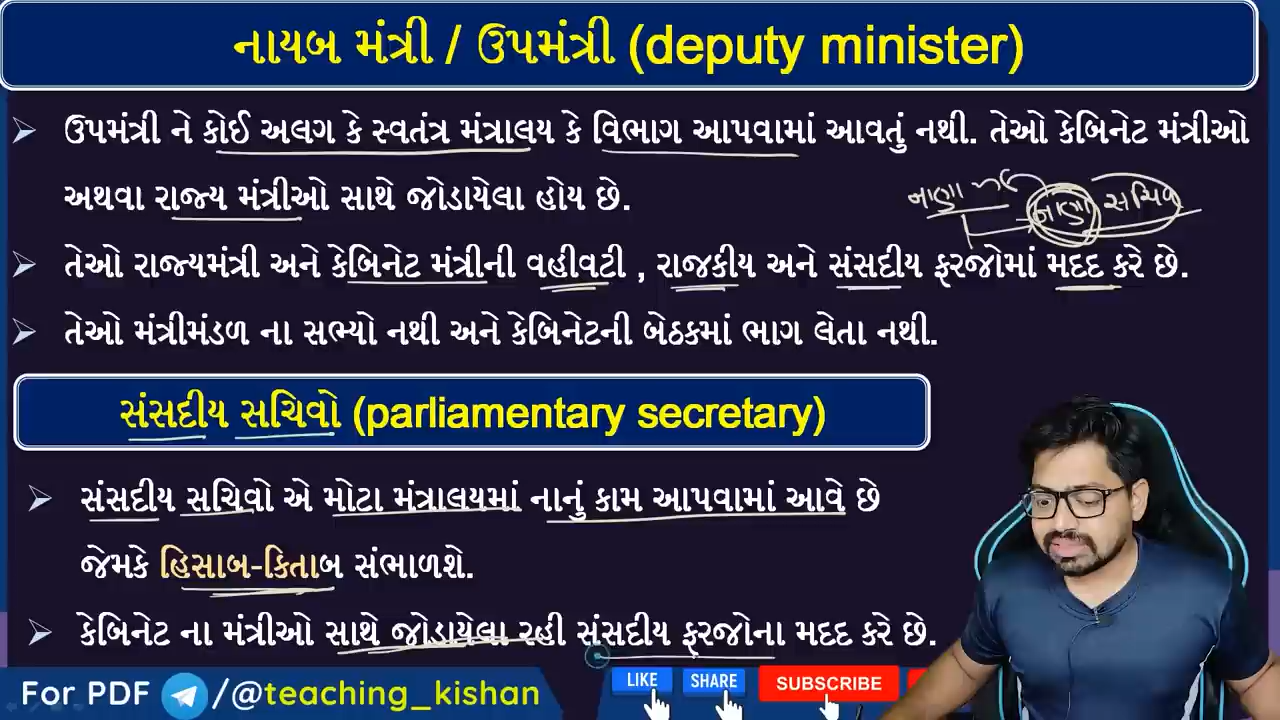 નાયબ મંત્રી / ઉપમંત્રી (deputy minister)
ઉપમંત્રી ને કોઈ અલગ કે સ્વતંત્ર મંત્રાલય કે વિભાગ આપવામાં આવતું નથી. તેઓ કેબિનેટ મંત્રીઓ
અથવા રાજ્ય મંત્રીઓ સાથે જોડાયેલા હોય છે.
નાણા
નાણા સચિવ
તેઓ રાજ્યમંત્રી અને કેબિનેટ મંત્રીની વહીવટી , રાજકીય અને સંસદીય ફરજોમાં મદદ કરે છે.
તેઓ મંત્રીમંડળ ના સભ્યો નથી અને કેબિનેટની બેઠકમાં ભાગ લેતા નથી.
સંસદીય સચિવો (parliamentary secretary)
સંસદીય સચિવો એ મોટા મંત્રાલયમાં નાનું કામ આપવામાં આવે છે
જેમકે હિસાબ-કિતાબ સંભાળશે.
કેબિનેટ ના મંત્રીઓ સાથે જોડાયેલા રહી સંસદીય ફરજોના મદદ કરે છે.
For PDF /@teaching_kishan
LIKE SHARE SUBSCRIBE